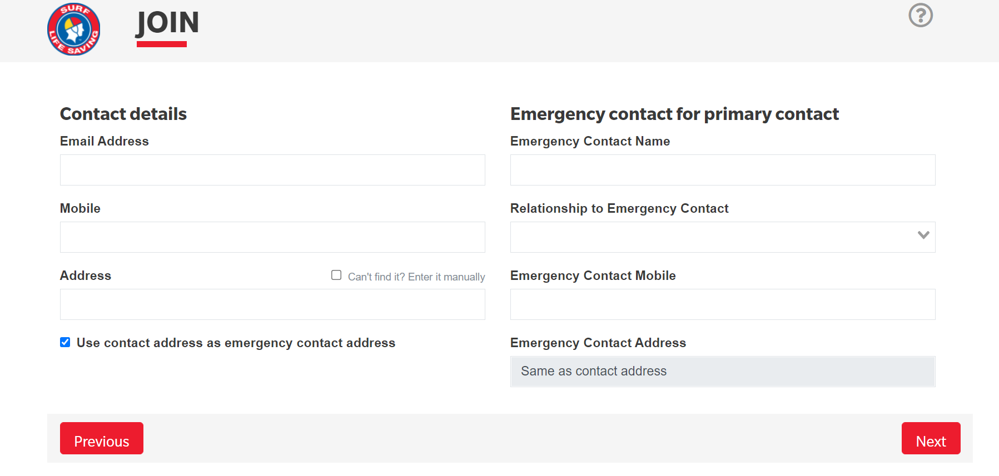 SURF
LIFE SAVING
JOIN
?
Contact details
Email Address
Mobile
Address
Can't find it? Enter it manually
Use contact address as emergency contact address
Emergency contact for primary contact
Emergency Contact Name
Relationship to Emergency Contact
Emergency Contact Mobile
Emergency Contact Address
Same as contact address
Previous
Next